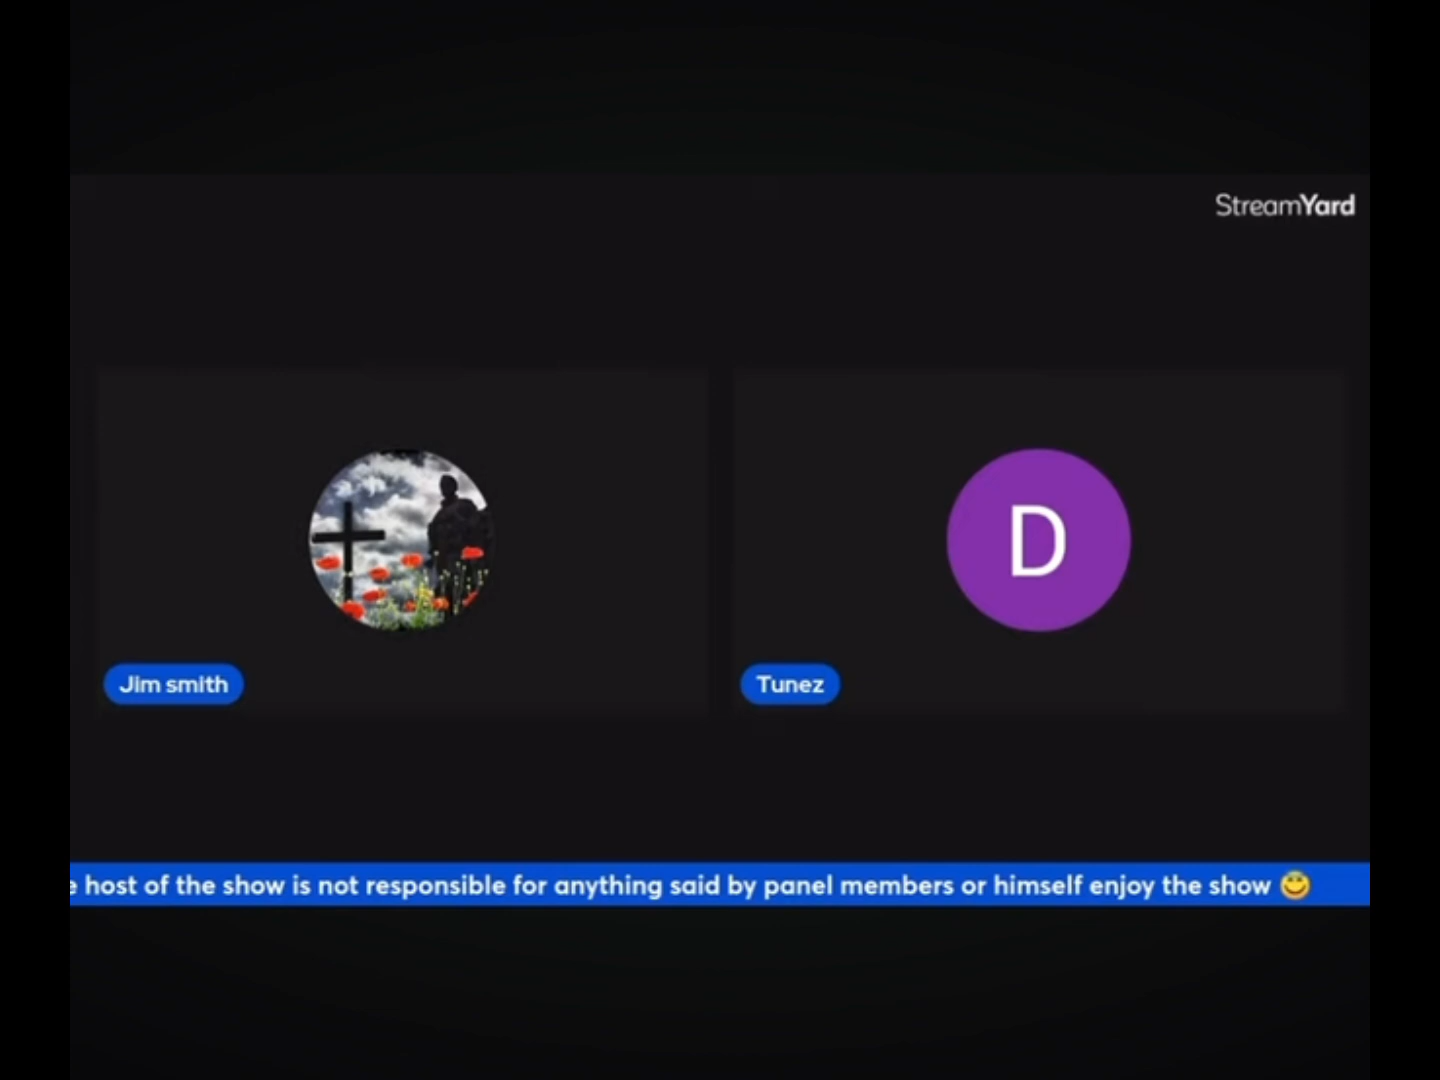 StreamYard
D
Jim smith
Tunez
host of the show is not responsible for anything said by panel members or himself enjoy the show 😊